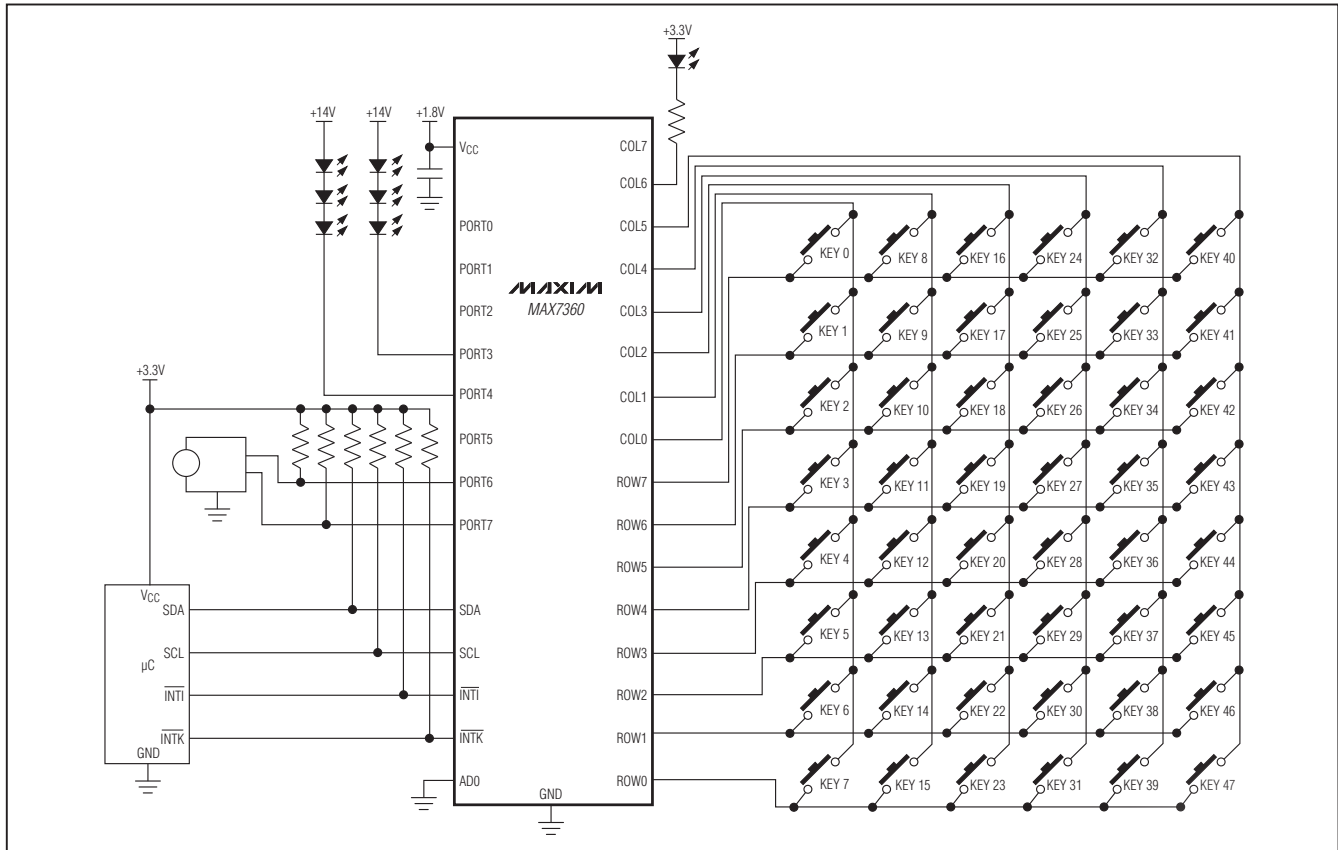 +3.3V
+14V
+14V
+1.8V
VCC
COL7
COL6
PORT0
COL5
PORT1
COL4
MAXIM
MAX7360
PORT2
COL3
PORT3
COL2
+3.3V
PORT4
COL1
PORT5
COL0
PORT6
ROW7
PORT7
ROW6
ROW5
VCC
SDA
SDA
ROW4
µC
SCL
SCL
ROW3
INTI
INTI
ROW2
INTK
INTK
ROW1
GND
AD0
ROW0
GND
KEY 0 KEY 8 KEY 16 KEY 24 KEY 32 KEY 40
KEY 1 KEY 9 KEY 17 KEY 25 KEY 33 KEY 41
KEY 2 KEY 10 KEY 18 KEY 26 KEY 34 KEY 42
KEY 3 KEY 11 KEY 19 KEY 27 KEY 35 KEY 43
KEY 4 KEY 12 KEY 20 KEY 28 KEY 36 KEY 44
KEY 5 KEY 13 KEY 21 KEY 29 KEY 37 KEY 45
KEY 6 KEY 14 KEY 22 KEY 30 KEY 38 KEY 46
KEY 7 KEY 15 KEY 23 KEY 31 KEY 39 KEY 47